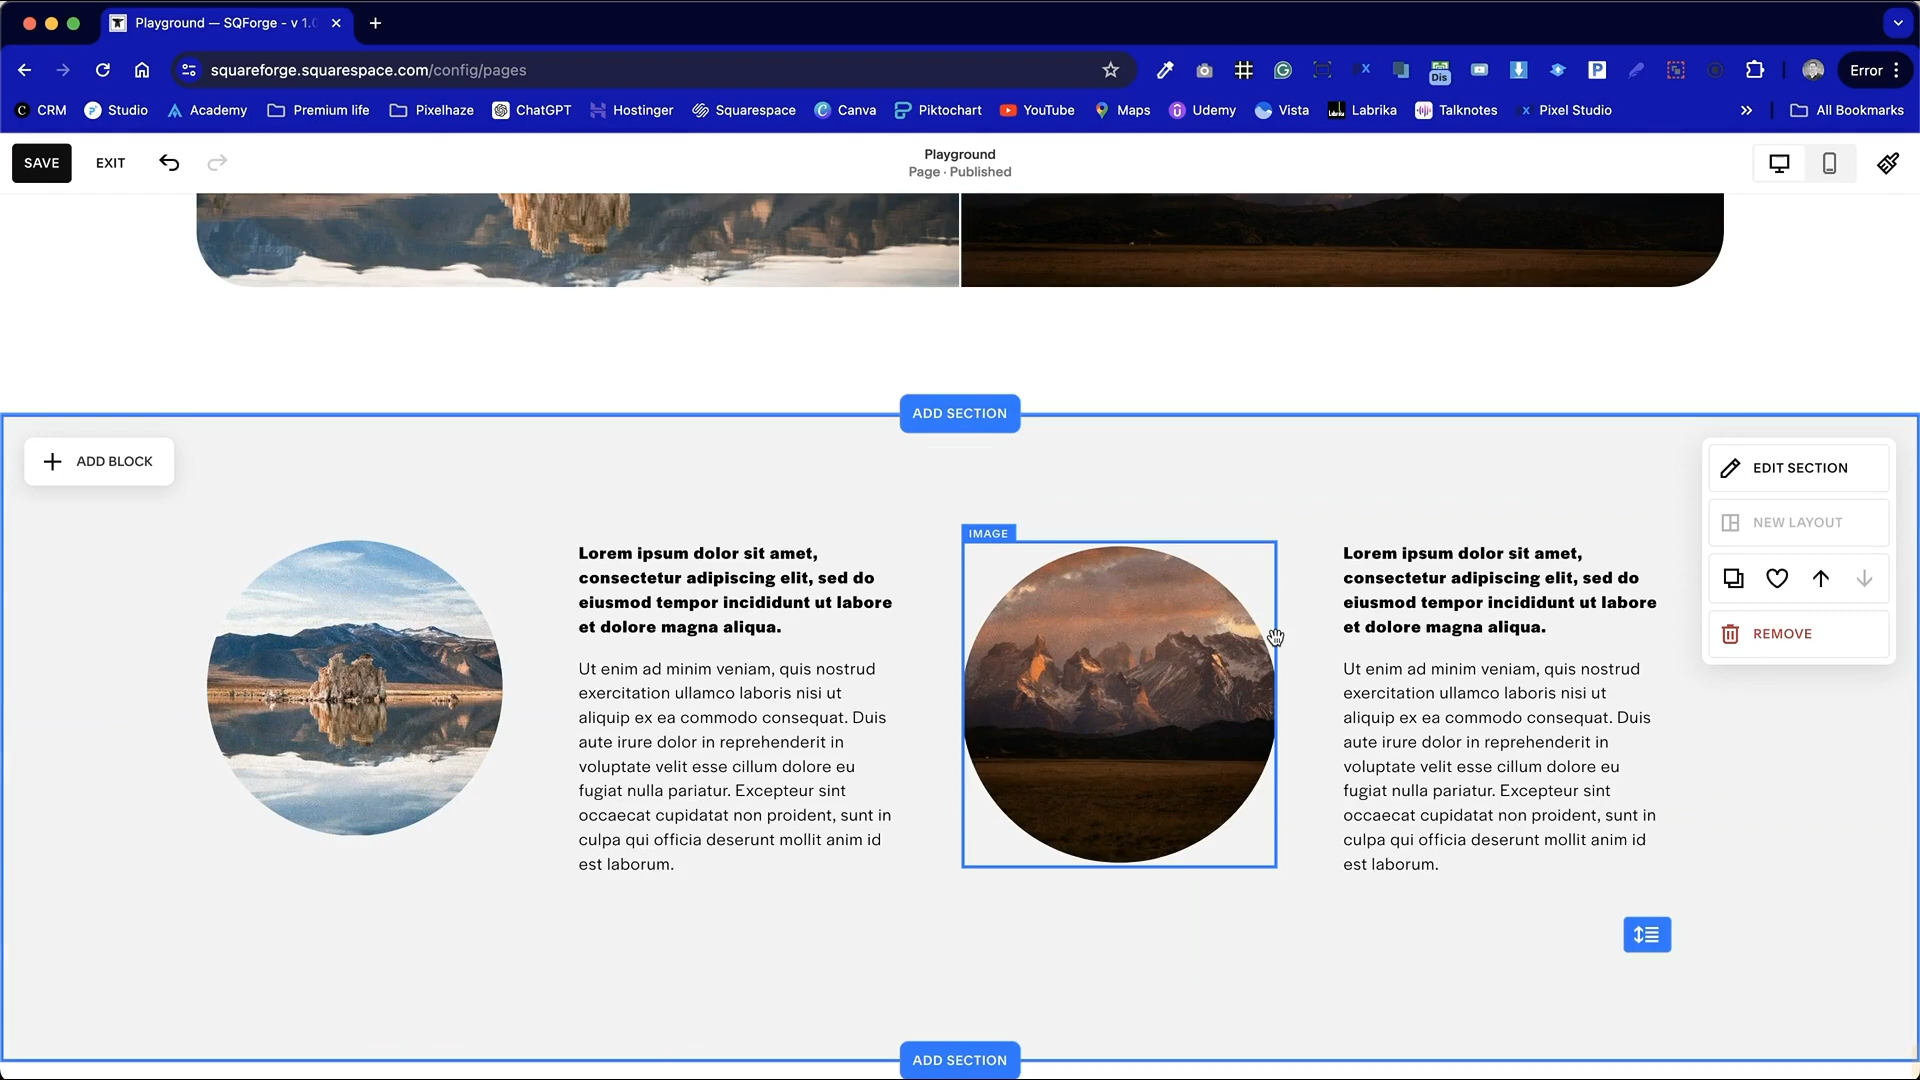 Playground — SQForge - v 1.
squareforge.squarespace.com/config/pages
Dis
Error
CRM
Studio
Academy
Premium life
Pixelhaze
ChatGPT
Hostinger
Squarespace
Canva
Piktochart
YouTube
Maps
Udemy
Vista
Labrika
Talknotes
Pixel Studio
All Bookmarks
SAVE
EXIT
Playground
Page · Published
ADD SECTION
ADD BLOCK
EDIT SECTION
NEW LAYOUT
REMOVE
IMAGE
Lorem ipsum dolor sit amet,
consectetur adipiscing elit, sed do
eiusmod tempor incididunt ut labore
et dolore magna aliqua.
Ut enim ad minim veniam, quis nostrud
exercitation ullamco laboris nisi ut
aliquip ex ea commodo consequat. Duis
aute irure dolor in reprehenderit in
voluptate velit esse cillum dolore eu
fugiat nulla pariatur. Excepteur sint
occaecat cupidatat non proident, sunt in
culpa qui officia deserunt mollit anim id
est laborum.
Lorem ipsum dolor sit amet,
consectetur adipiscing elit, sed do
eiusmod tempor incididunt ut labore
et dolore magna aliqua.
Ut enim ad minim veniam, quis nostrud
exercitation ullamco laboris nisi ut
aliquip ex ea commodo consequat. Duis
aute irure dolor in reprehenderit in
voluptate velit esse cillum dolore eu
fugiat nulla pariatur. Excepteur sint
occaecat cupidatat non proident, sunt in
culpa qui officia deserunt mollit anim id
est laborum.
ADD SECTION